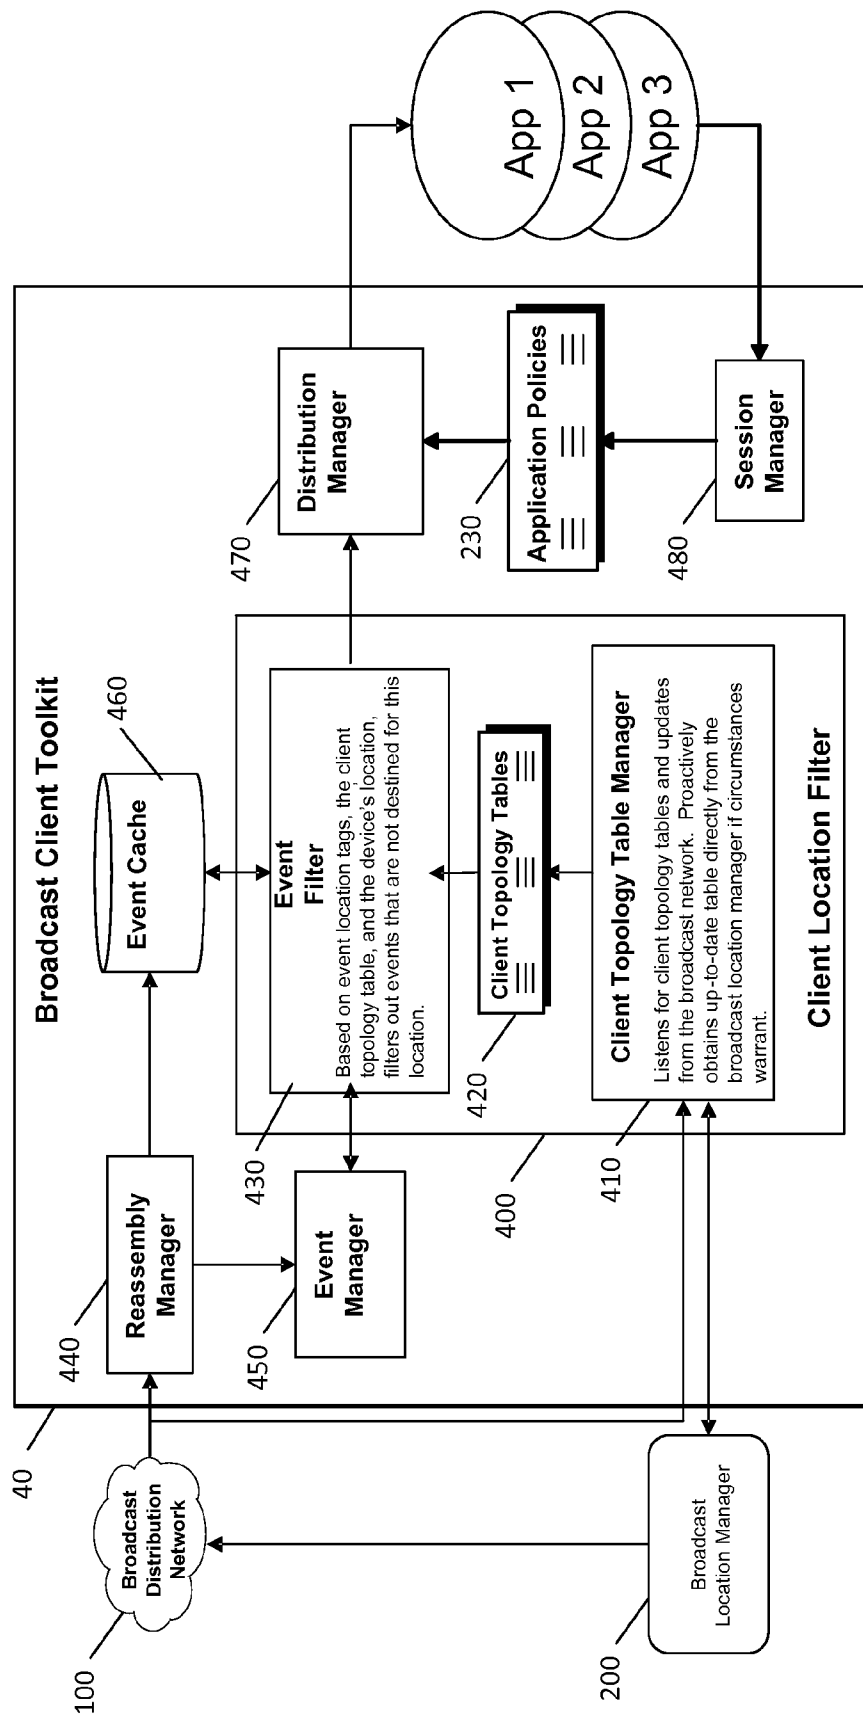 Broadcast Client Toolkit
40
100
Broadcast
Distribution
Network
440
Reassembly
Manager
Event Cache
460
450
Event
Manager
430
Event
Filter
Based on event location tags, the client
topology table, and the device's location,
filters out events that are not destined for this
location.
470
Distribution
Manager
App 1
App 2
App 3
400
420
Client Topology Tables
230
Application Policies
410
Client Topology Table Manager
Listens for client topology tables and updates
from the broadcast network. Proactively
obtains up-to-date table directly from the
broadcast location manager if circumstances
warrant.
Client Location Filter
480
Session
Manager
200
Broadcast
Location Manager